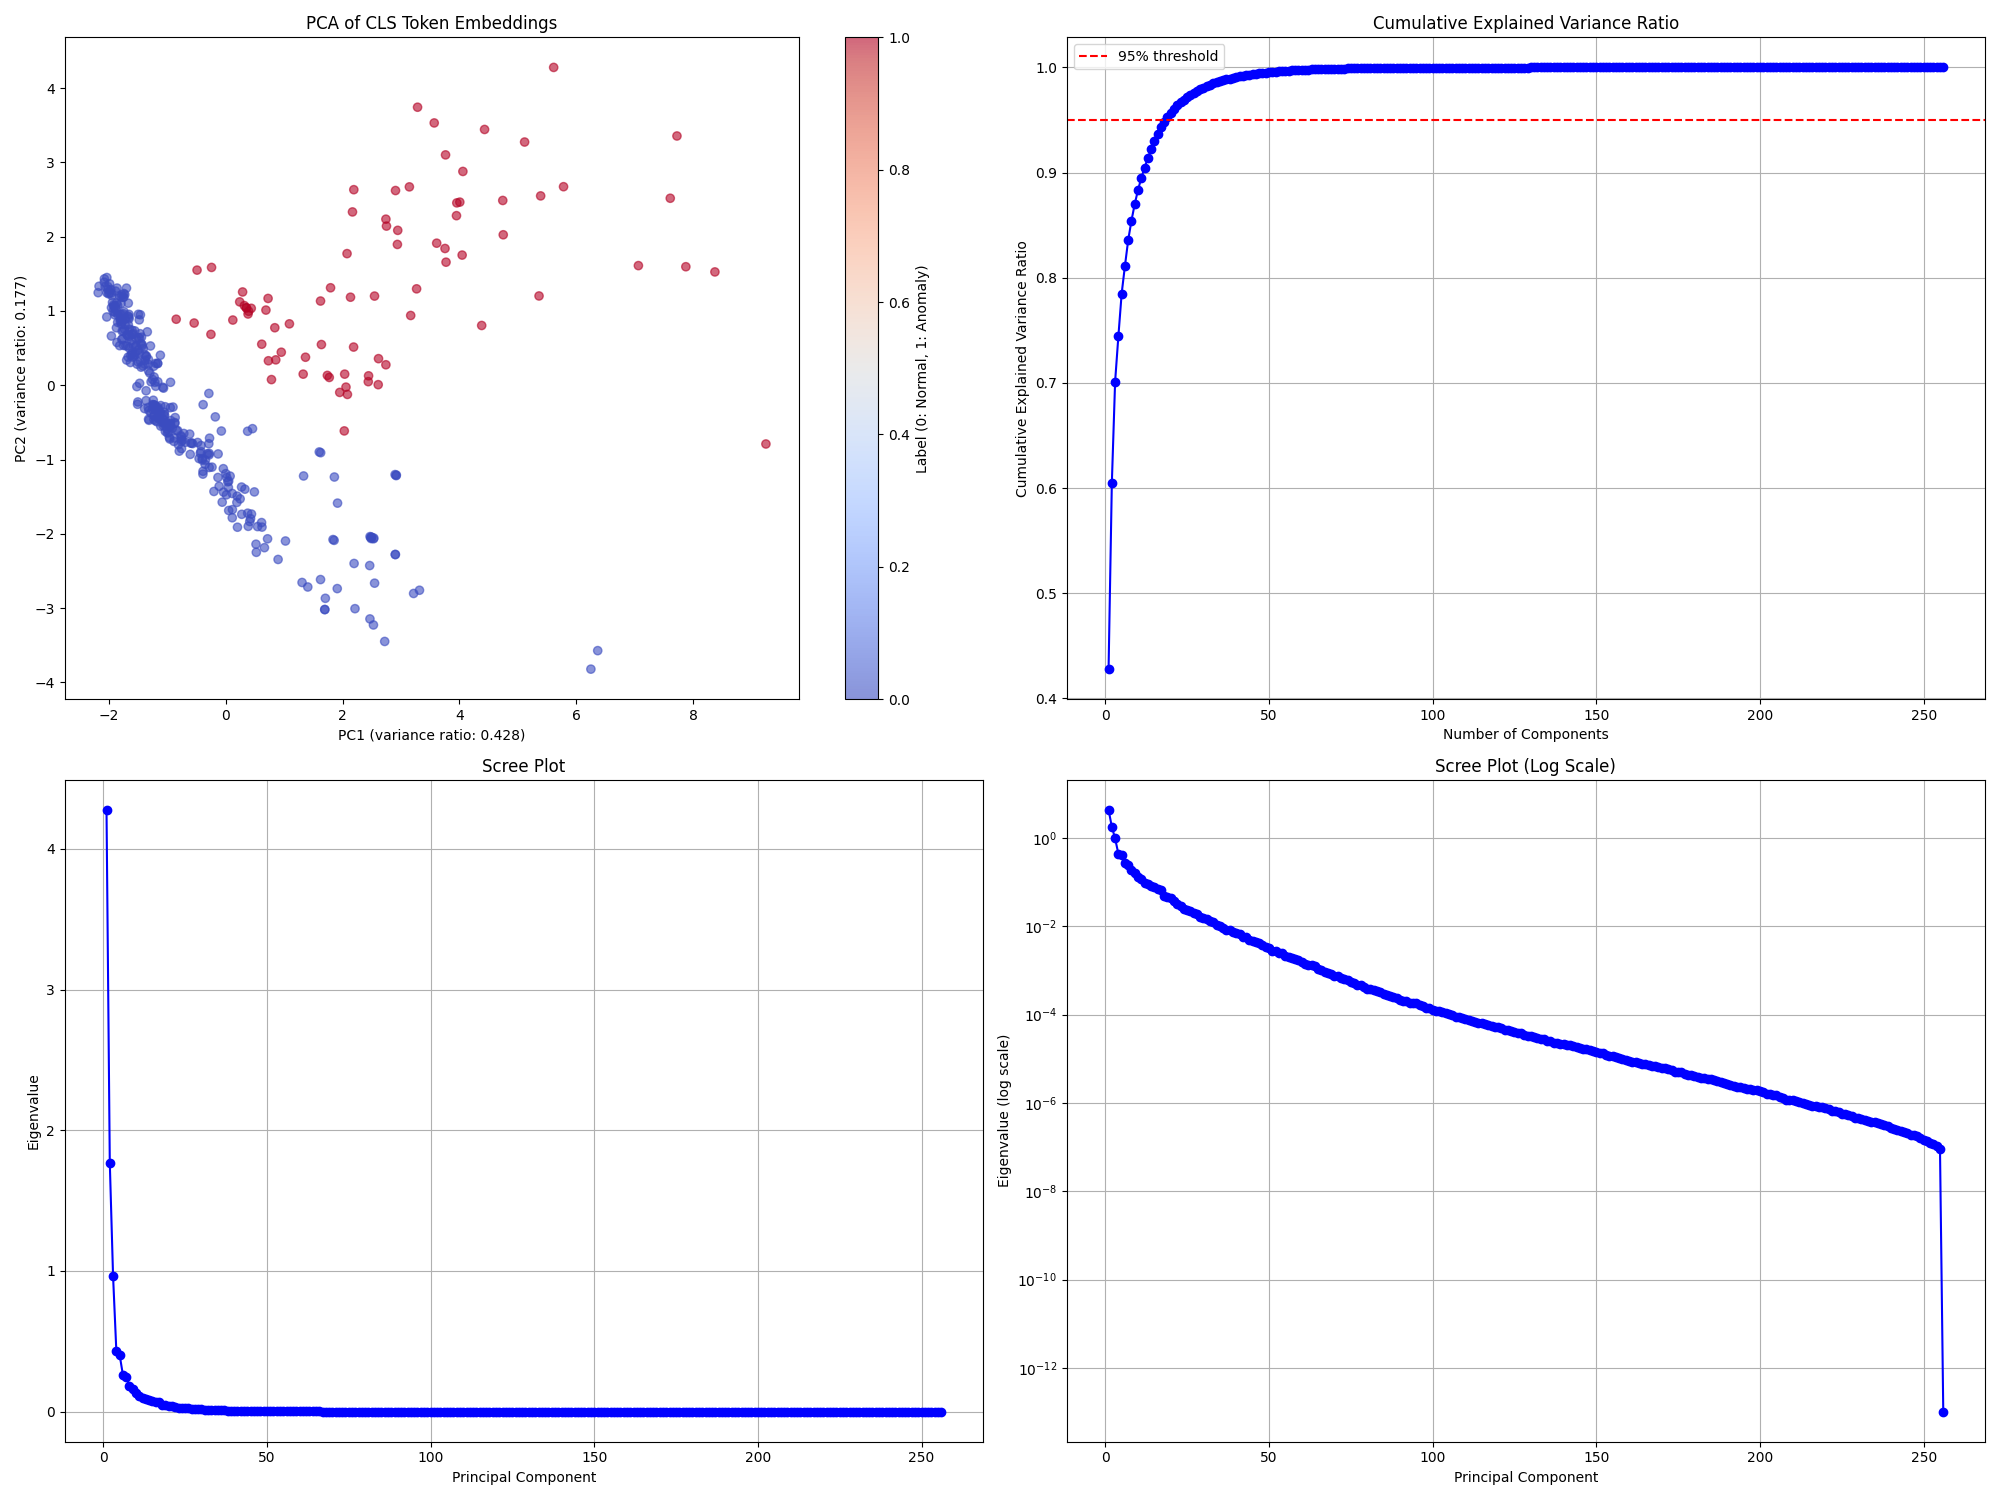 PCA of CLS Token Embeddings
4
3
2
1
0
−1
−2
−3
−4
PC2 (variance ratio: 0.177)
−2 0 2 4 6 8
PC1 (variance ratio: 0.428)
1.0
0.8
0.6
0.4
0.2
0.0
Label (0: Normal, 1: Anomaly)
Cumulative Explained Variance Ratio
95% threshold
1.0
0.9
0.8
0.7
0.6
0.5
0.4
Cumulative Explained Variance Ratio
0 50 100 150 200 250
Number of Components
Scree Plot
4
3
2
1
0
Eigenvalue
0 50 100 150 200 250
Principal Component
Scree Plot (Log Scale)
10⁰
10⁻²
10⁻⁴
10⁻⁶
10⁻⁸
10⁻¹⁰
10⁻¹²
Eigenvalue (log scale)
0 50 100 150 200 250
Principal Component